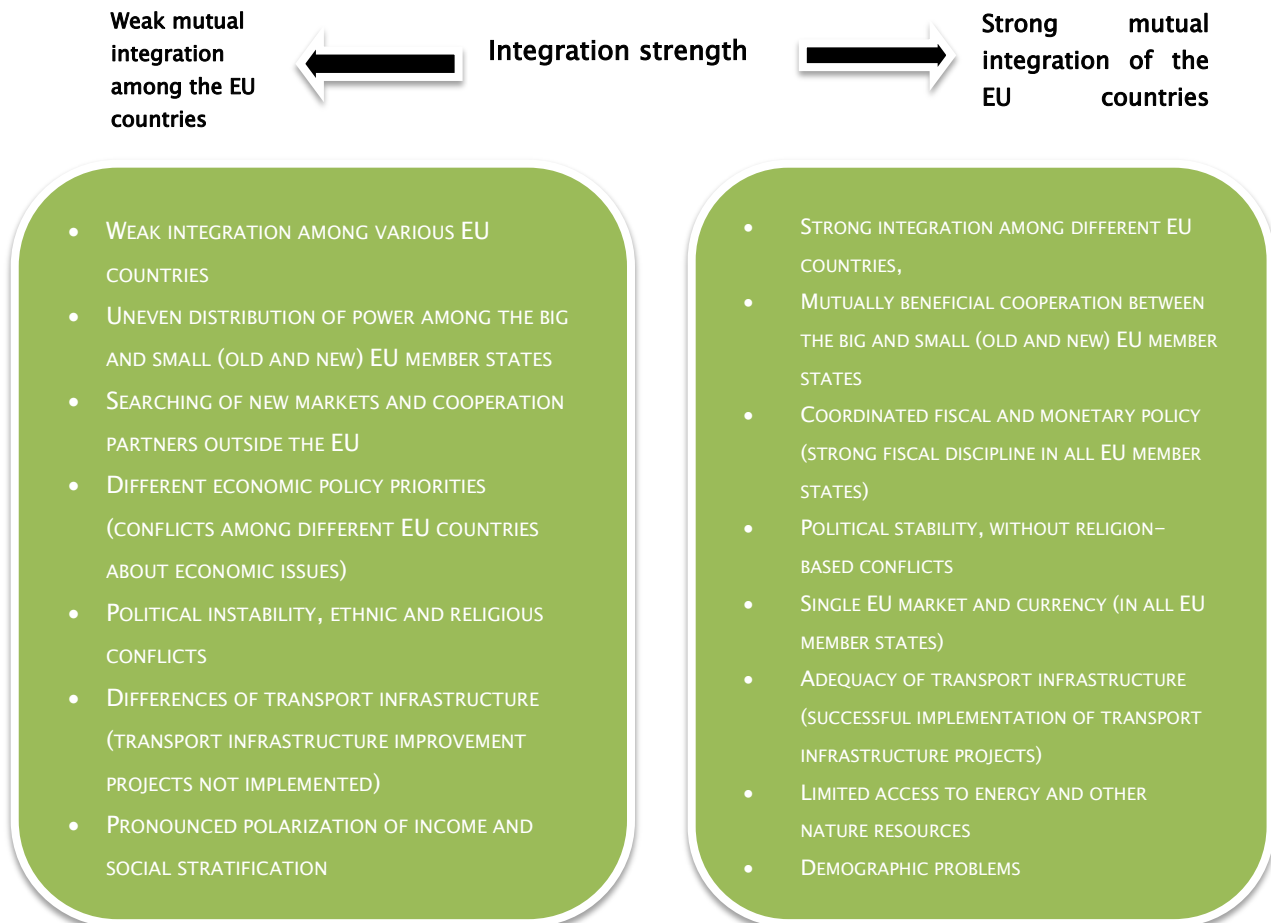 Weak mutual
integration
among the EU
countries
Integration strength
Strong mutual
integration of the
EU countries
• WEAK INTEGRATION AMONG VARIOUS EU
COUNTRIES
• UNEVEN DISTRIBUTION OF POWER AMONG THE BIG
AND SMALL (OLD AND NEW) EU MEMBER STATES
• SEARCHING OF NEW MARKETS AND COOPERATION
PARTNERS OUTSIDE THE EU
• DIFFERENT ECONOMIC POLICY PRIORITIES
(CONFLICTS AMONG DIFFERENT EU COUNTRIES
ABOUT ECONOMIC ISSUES)
• POLITICAL INSTABILITY, ETHNIC AND RELIGIOUS
CONFLICTS
• DIFFERENCES OF TRANSPORT INFRASTRUCTURE
(TRANSPORT INFRASTRUCTURE IMPROVEMENT
PROJECTS NOT IMPLEMENTED)
• PRONOUNCED POLARIZATION OF INCOME AND
SOCIAL STRATIFICATION
• STRONG INTEGRATION AMONG DIFFERENT EU
COUNTRIES,
• MUTUALLY BENEFICIAL COOPERATION BETWEEN
THE BIG AND SMALL (OLD AND NEW) EU MEMBER
STATES
• COORDINATED FISCAL AND MONETARY POLICY
(STRONG FISCAL DISCIPLINE IN ALL EU MEMBER
STATES)
• POLITICAL STABILITY, WITHOUT RELIGION-
BASED CONFLICTS
• SINGLE EU MARKET AND CURRENCY (IN ALL EU
MEMBER STATES)
• ADEQUACY OF TRANSPORT INFRASTRUCTURE
(SUCCESSFUL IMPLEMENTATION OF TRANSPORT
INFRASTRUCTURE PROJECTS)
• LIMITED ACCESS TO ENERGY AND OTHER
NATURE RESOURCES
• DEMOGRAPHIC PROBLEMS